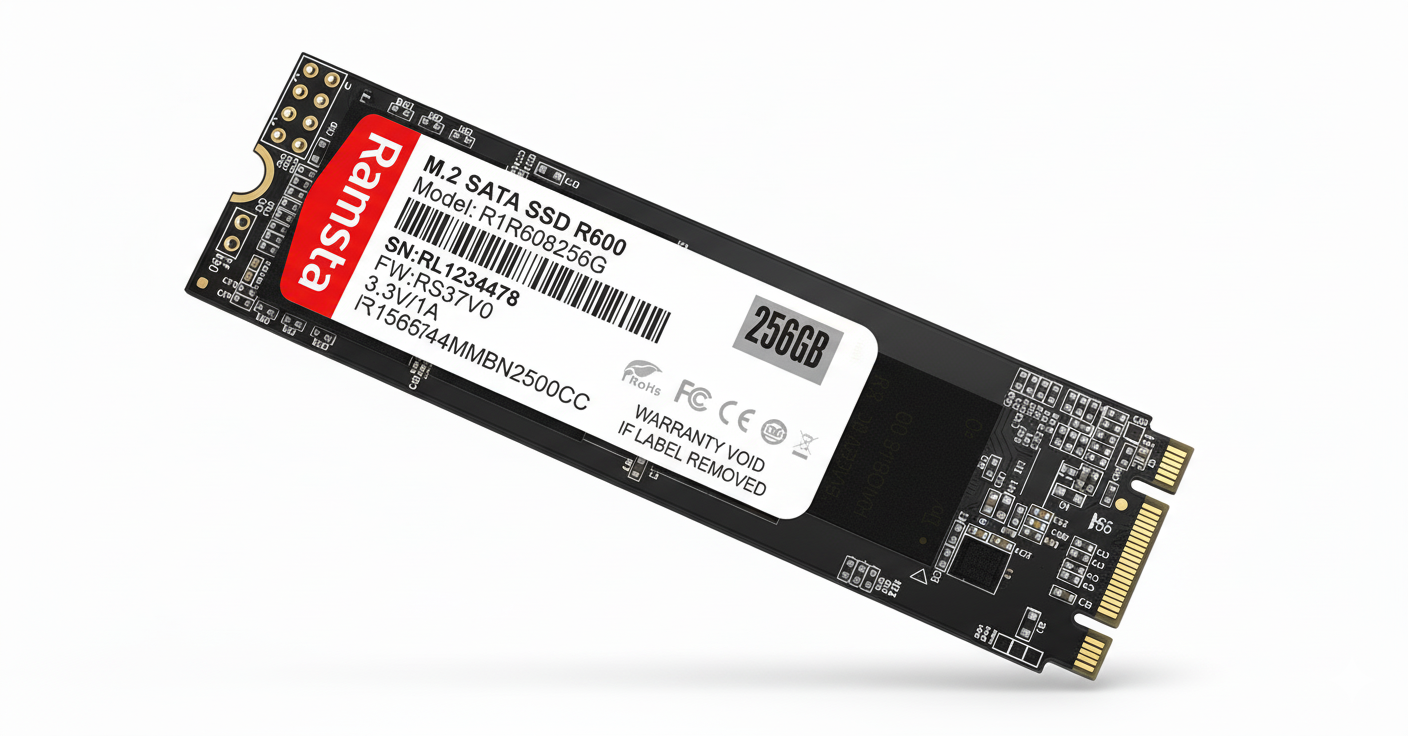 Ramsta
M.2 SATA SSD R600
Model: R1R608256G
SN:RL1234478
FW:RS37V0
3.3V/1A
R1566744MMBN2500CC
256GB
RoHS
FC CE
WARRANTY VOID
IF LABEL REMOVED